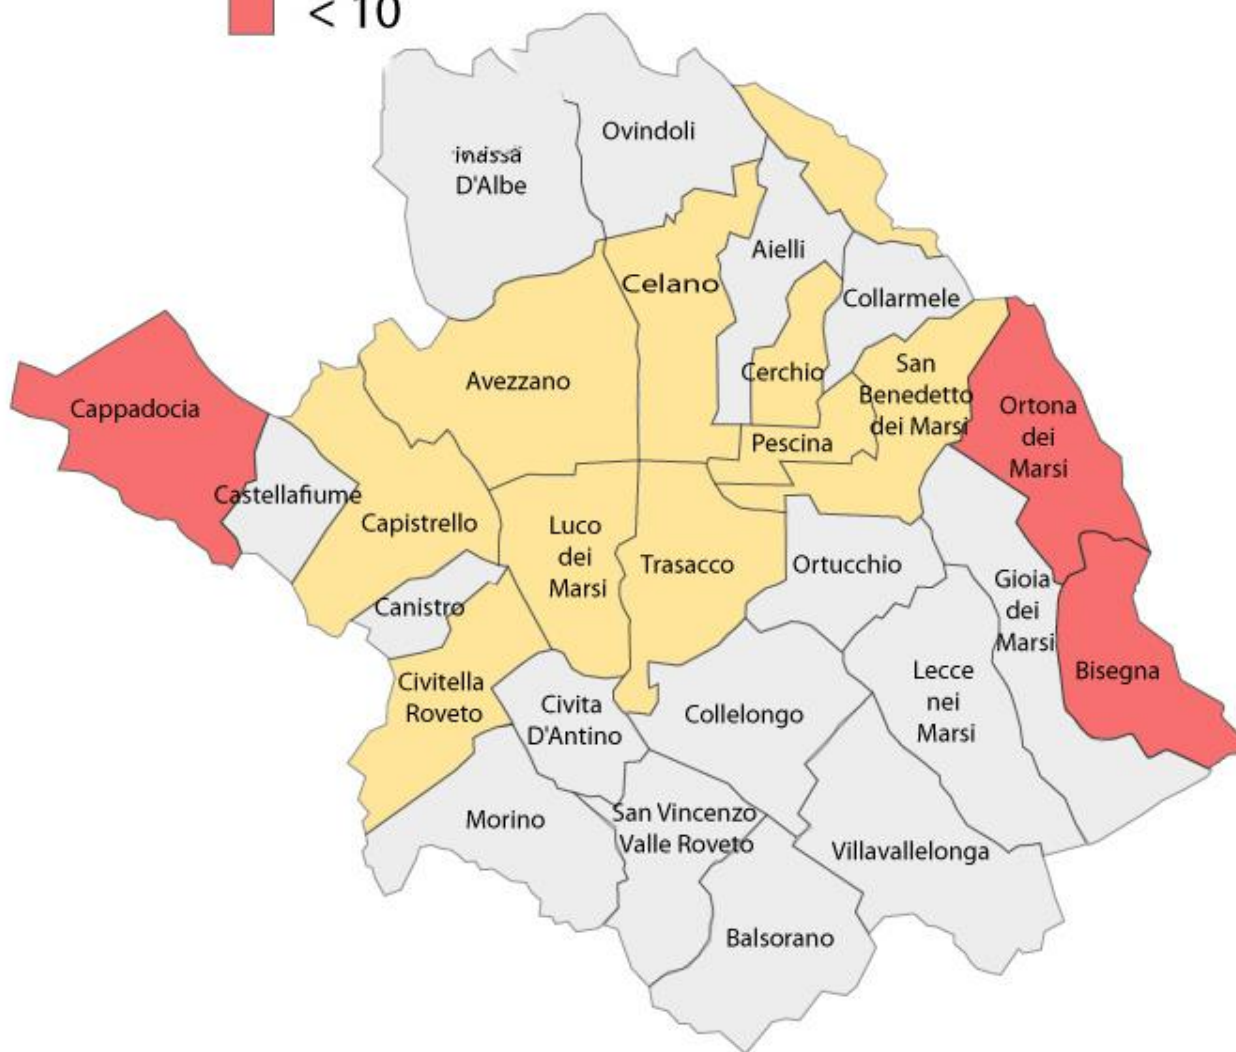 < 10
Ovindoli
D'Albe
Aielli
Celano
Collarmele
San
Benedetto
dei Marsi
Cerchio
Avezzano
Cappadocia
Ortona
dei
Marsi
Pescina
Castellafiume
Capistrello
Luco
dei
Marsi
Trasacco
Ortucchio
Gioia
dei
Marsi
Canistro
Bisegna
Lecce
nei
Marsi
Civitella
Roveto
Civita
D'Antino
Collelongo
Morino
San Vincenzo
Valle Roveto
Villavallelonga
Balsorano